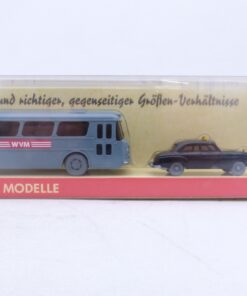 und richtiger, gegenseitiger Größen-Verhältnisse
WVM
MODELLE